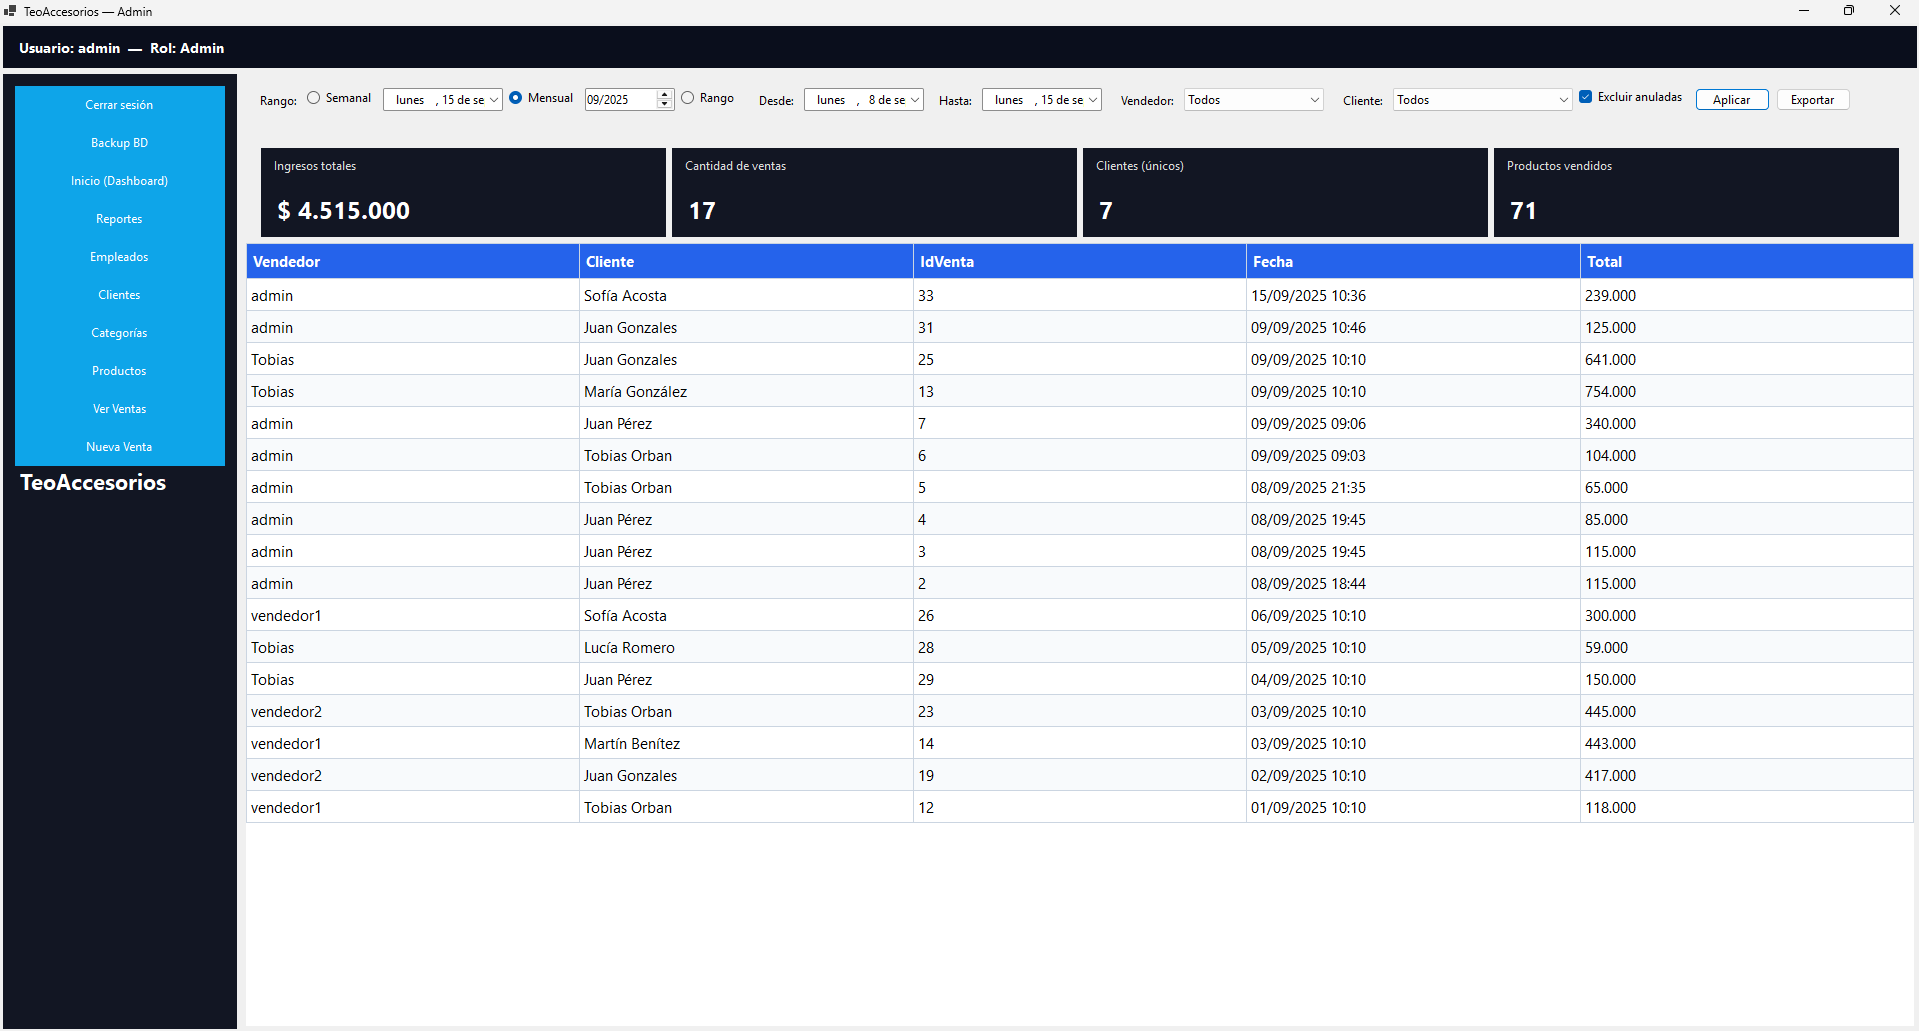 TeoAccesorios — Admin
Usuario: admin — Rol: Admin
Cerrar sesión
Backup BD
Inicio (Dashboard)
Reportes
Empleados
Clientes
Categorías
Productos
Ver Ventas
Nueva Venta
TeoAccesorios
Rango: Semanal lunes , 15 de se Mensual 09/2025 Rango Desde: lunes , 8 de se Hasta: lunes , 15 de se Vendedor: Todos Cliente: Todos Excluir anuladas Aplicar Exportar
Ingresos totales
$ 4.515.000
Cantidad de ventas
17
Clientes (únicos)
7
Productos vendidos
71
Vendedor Cliente IdVenta Fecha Total
admin Sofía Acosta 33 15/09/2025 10:36 239.000
admin Juan Gonzales 31 09/09/2025 10:46 125.000
Tobias Juan Gonzales 25 09/09/2025 10:10 641.000
Tobias María González 13 09/09/2025 10:10 754.000
admin Juan Pérez 7 09/09/2025 09:06 340.000
admin Tobias Orban 6 09/09/2025 09:03 104.000
admin Tobias Orban 5 08/09/2025 21:35 65.000
admin Juan Pérez 4 08/09/2025 19:45 85.000
admin Juan Pérez 3 08/09/2025 19:45 115.000
admin Juan Pérez 2 08/09/2025 18:44 115.000
vendedor1 Sofía Acosta 26 06/09/2025 10:10 300.000
Tobias Lucía Romero 28 05/09/2025 10:10 59.000
Tobias Juan Pérez 29 04/09/2025 10:10 150.000
vendedor2 Tobias Orban 23 03/09/2025 10:10 445.000
vendedor1 Martín Benítez 14 03/09/2025 10:10 443.000
vendedor2 Juan Gonzales 19 02/09/2025 10:10 417.000
vendedor1 Tobias Orban 12 01/09/2025 10:10 118.000